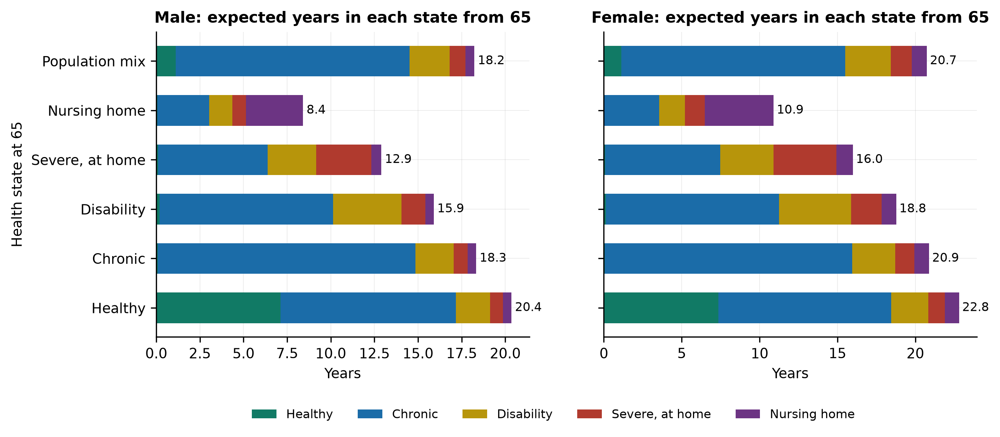 Male: expected years in each state from 65
Health state at 65
Population mix
18.2
Nursing home
8.4
Severe, at home
12.9
Disability
15.9
Chronic
18.3
Healthy
20.4
0.0 2.5 5.0 7.5 10.0 12.5 15.0 17.5 20.0
Years
Female: expected years in each state from 65
20.7
10.9
16.0
18.8
20.9
22.8
0 5 10 15 20
Years
Healthy Chronic Disability Severe, at home Nursing home